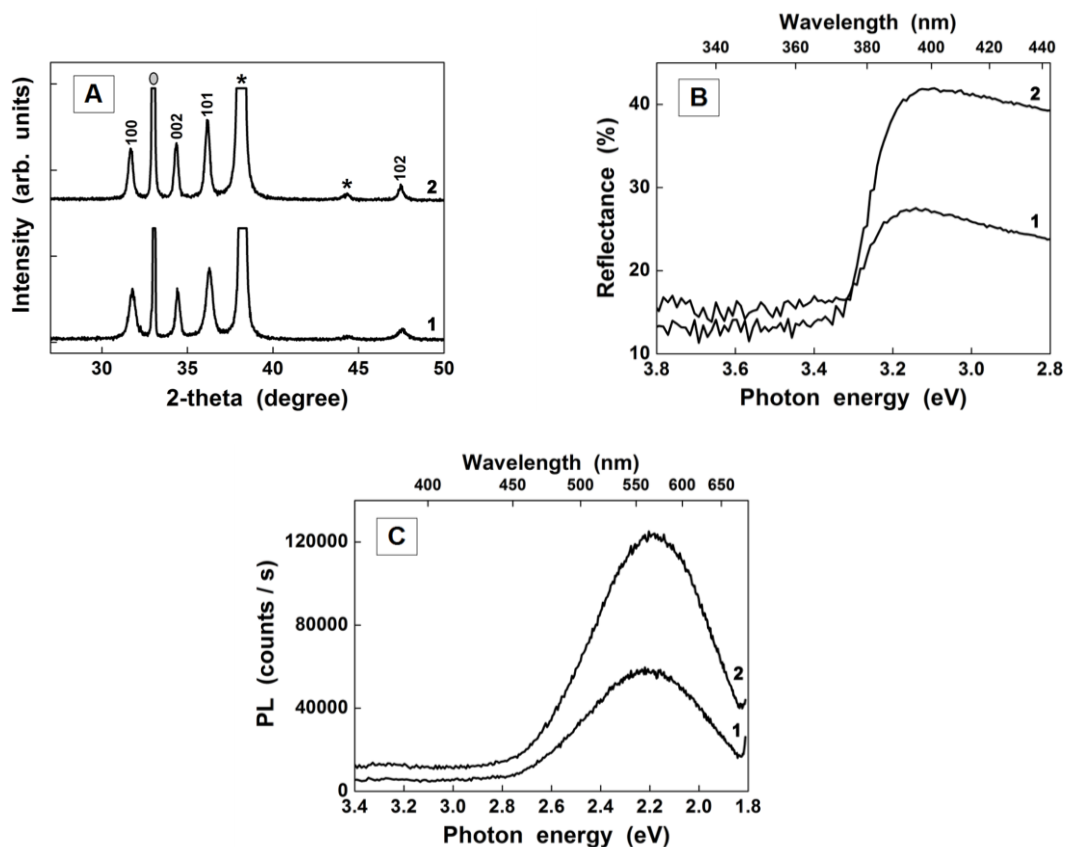 A
Intensity (arb. units)
100
002
101
*
*
102
2
1
30 35 40 45 50
2-theta (degree)
Wavelength (nm)
340 360 380 400 420 440
B
Reflectance (%)
40
30
20
10
2
1
3.8 3.6 3.4 3.2 3.0 2.8
Photon energy (eV)
Wavelength (nm)
400 450 500 550 600 650
C
PL (counts / s)
120000
80000
40000
0
2
1
3.4 3.2 3.0 2.8 2.6 2.4 2.2 2.0 1.8
Photon energy (eV)